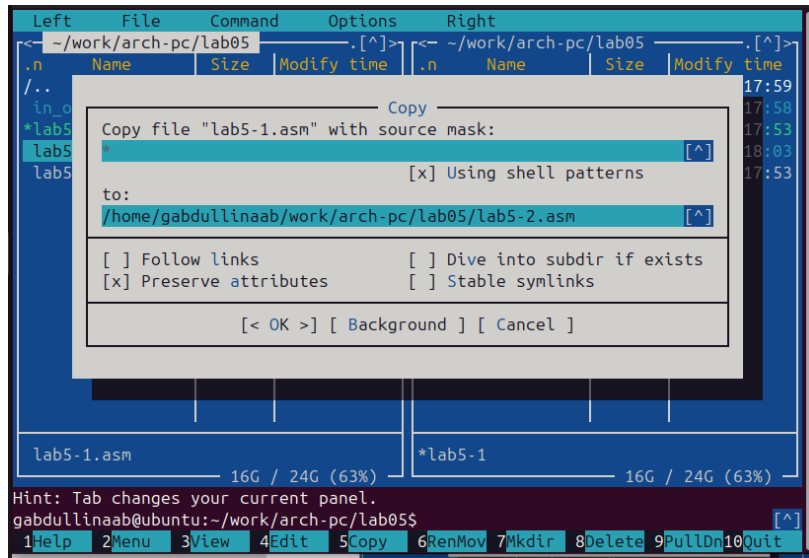 Left File Command Options Right
<─ ~/work/arch-pc/lab05 ─.[^]> <─ ~/work/arch-pc/lab05 ─.[^]>
.n Name Size Modify time .n Name Size Modify time
/.. 17:59
in_o 17:58
*lab5 17:53
lab5 18:03
lab5 17:53
Copy
Copy file "lab5-1.asm" with source mask:
* [^]
[x] Using shell patterns
to:
/home/gabdullinaab/work/arch-pc/lab05/lab5-2.asm [^]
[ ] Follow links [ ] Dive into subdir if exists
[x] Preserve attributes [ ] Stable symlinks
[< OK >] [ Background ] [ Cancel ]
lab5-1.asm *lab5-1
16G / 24G (63%) 16G / 24G (63%)
Hint: Tab changes your current panel.
gabdullinaab@ubuntu:~/work/arch-pc/lab05$ [^]
1Help 2Menu 3View 4Edit 5Copy 6RenMov 7Mkdir 8Delete 9PullDn 10Quit